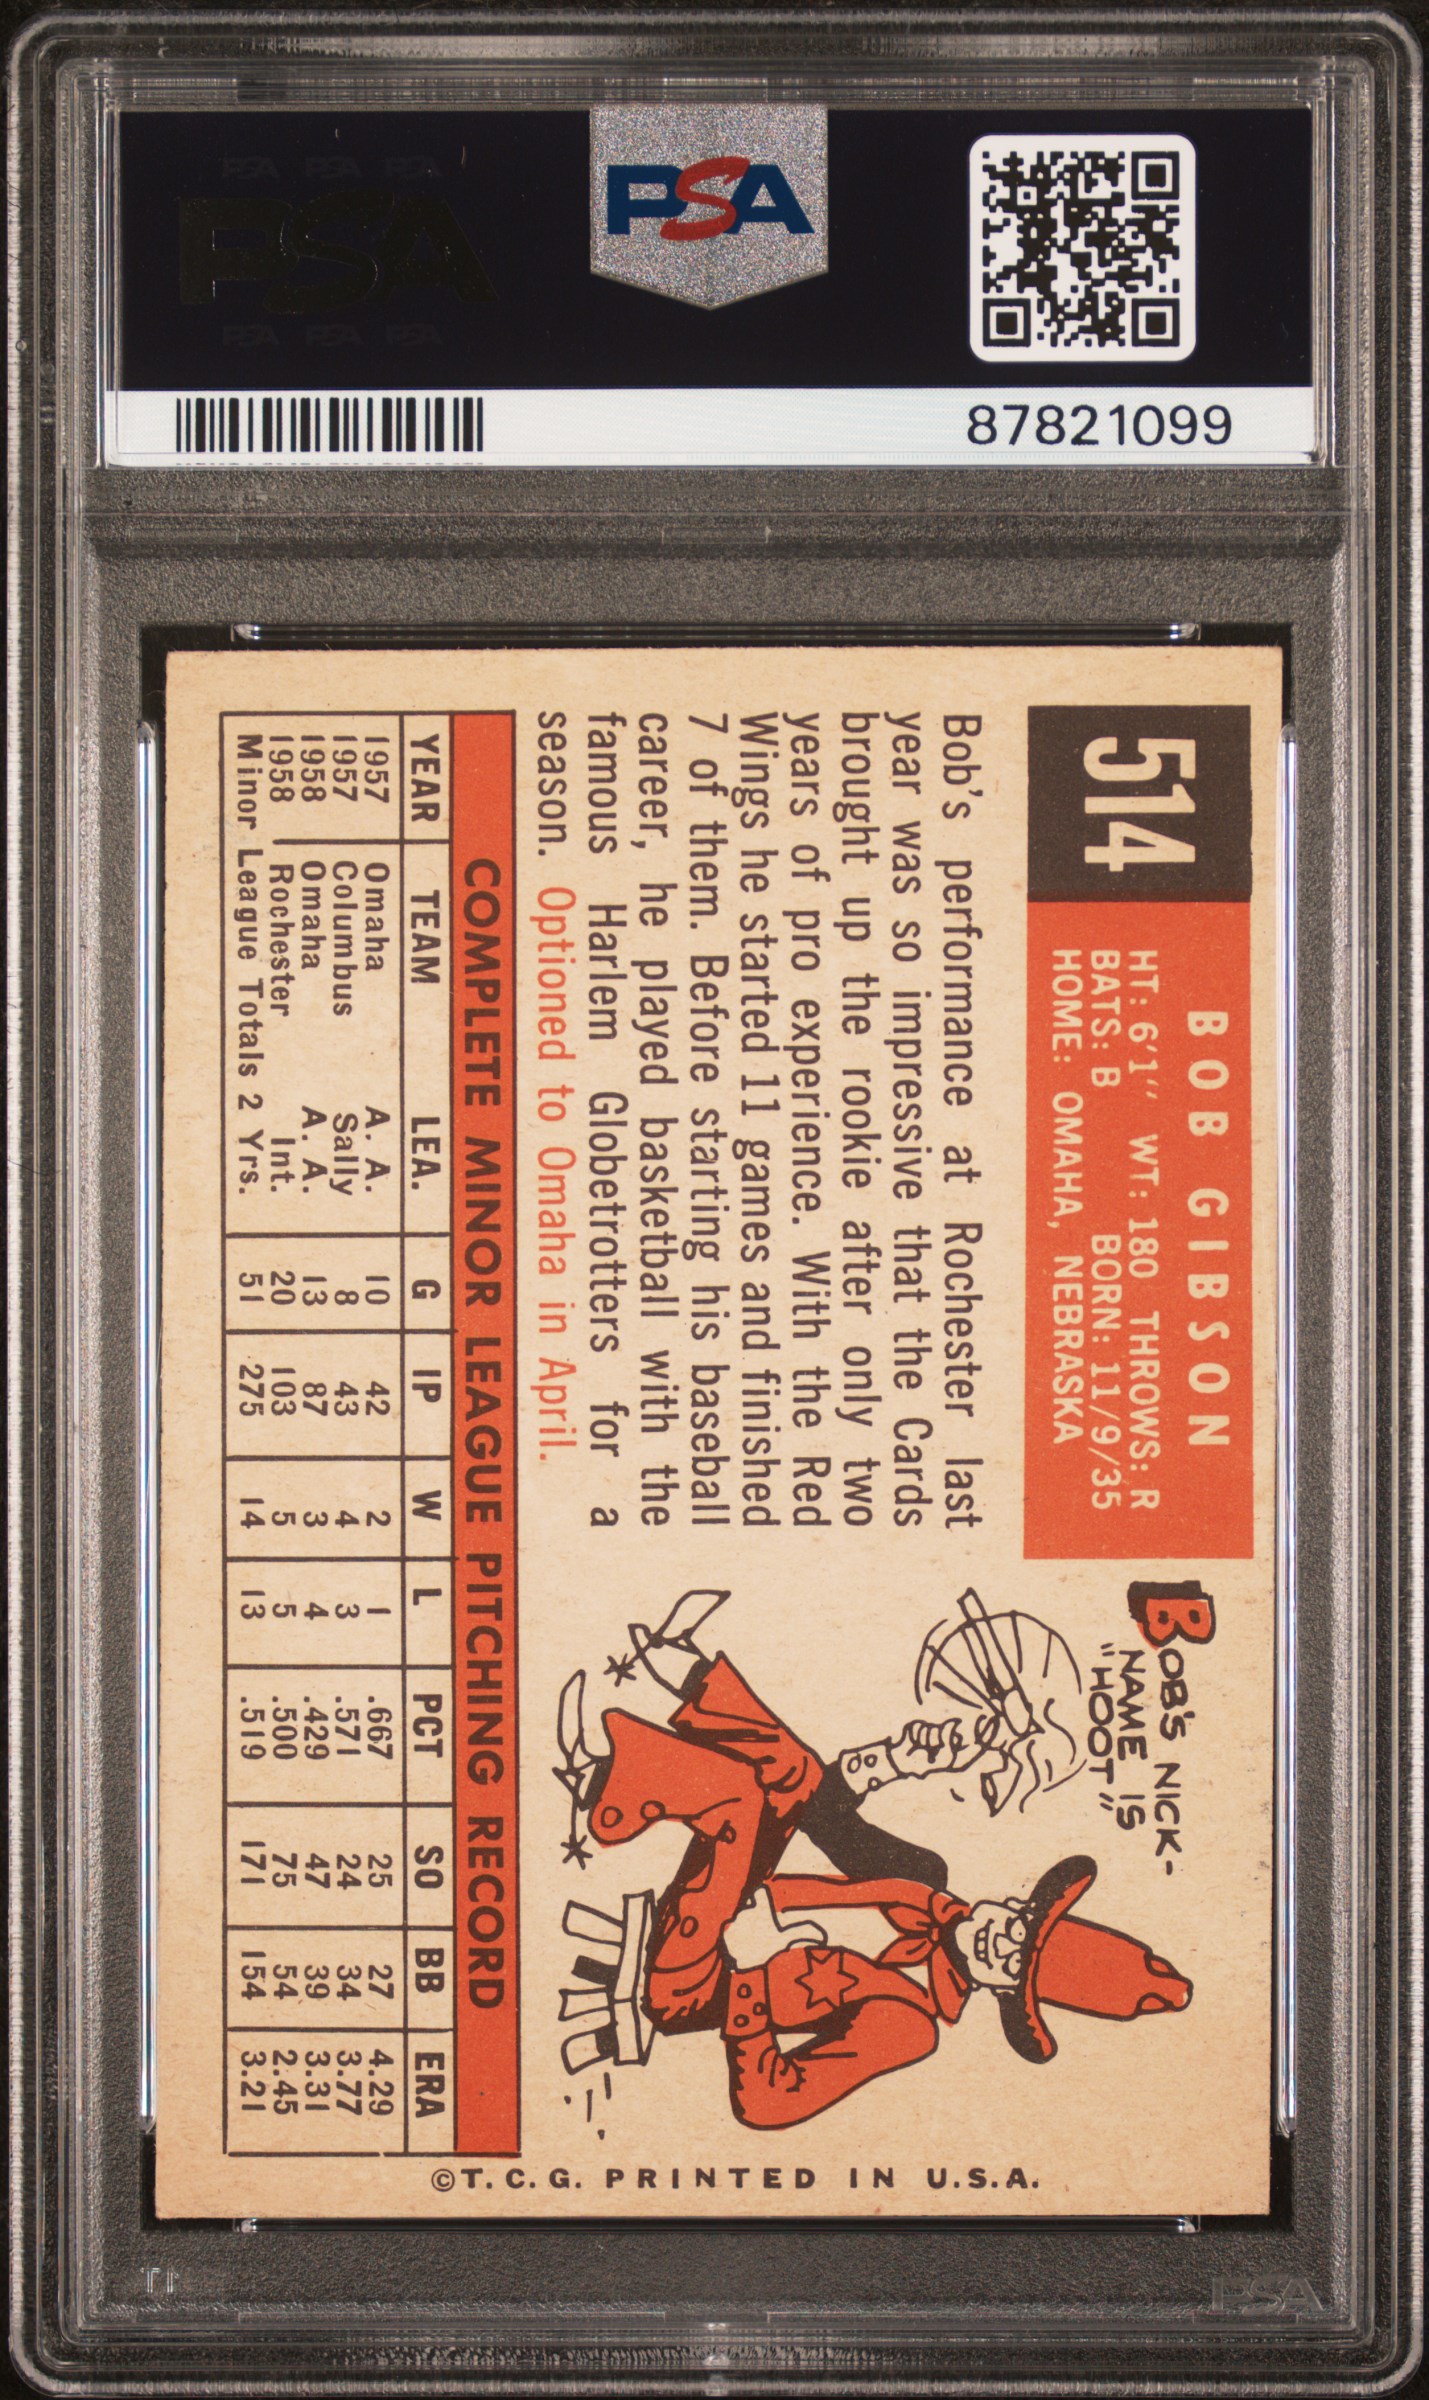 PSA PSA PSA
PSA
PSA PSA PSA
PSA
87821099
514
BOB GIBSON
HT: 6'1" WT: 180 THROWS: R
BATS: B BORN: 11/9/35
HOME: OMAHA, NEBRASKA
Bob's performance at Rochester last
year was so impressive that the Cards
brought up the rookie after only two
years of pro experience. With the Red
Wings he started 11 games and finished
7 of them. Before starting his baseball
career, he played basketball with the
famous Harlem Globetrotters for a
season. Optioned to Omaha in April.
BOB'S NICK-
NAME IS
"HOOT"
COMPLETE MINOR LEAGUE PITCHING RECORD
YEAR TEAM LEA. G IP W L PCT SO BB ERA
1957 Omaha A. A. 10 42 2 1 .667 25 27 4.29
1957 Columbus Sally 8 43 4 3 .571 24 34 3.77
1958 Omaha A. A. 13 87 3 4 .429 47 39 3.31
1958 Rochester Int. 20 103 5 5 .500 75 54 2.45
Minor League Totals 2 Yrs. 51 275 14 13 .519 171 154 3.21
©T.C.G. PRINTED IN U.S.A.
PSA